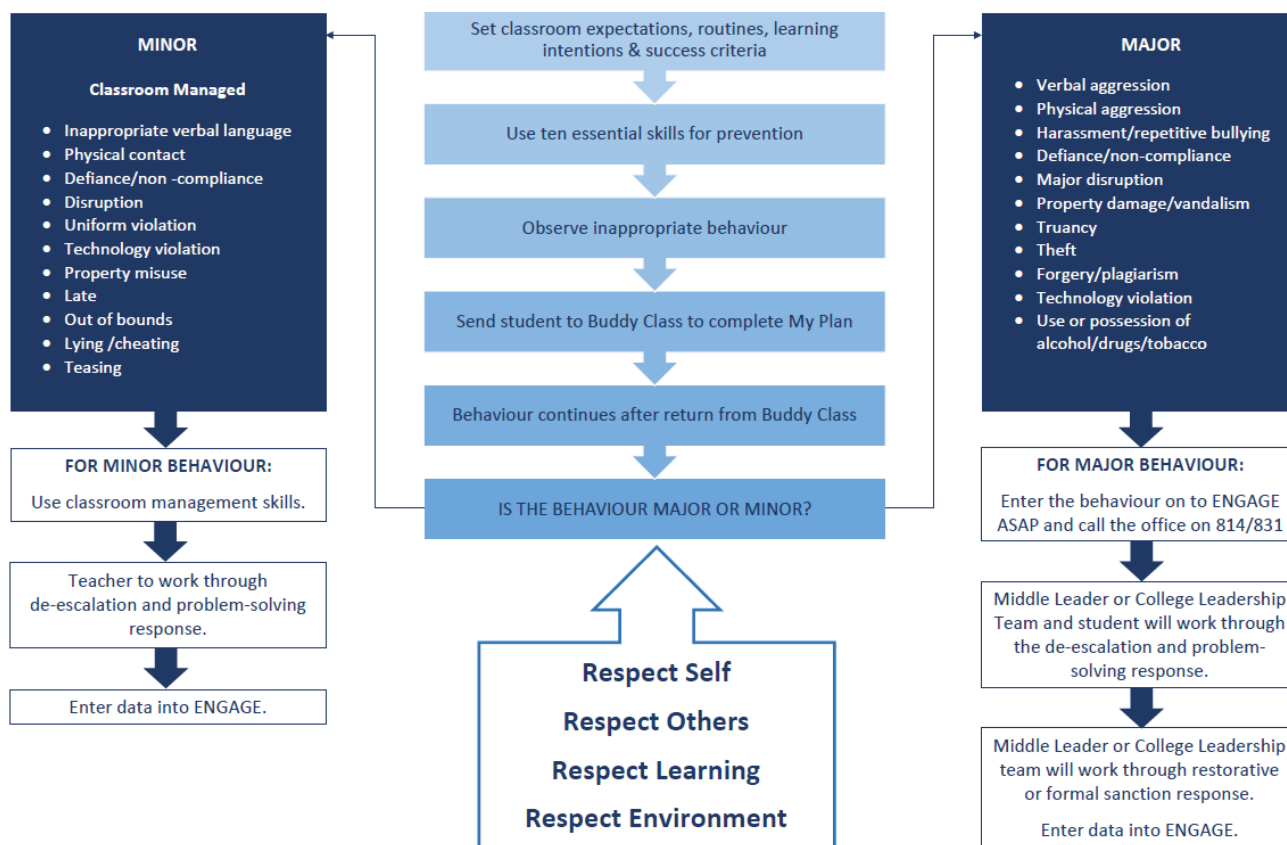 MINOR
Classroom Managed
• Inappropriate verbal language
• Physical contact
• Defiance/non -compliance
• Disruption
• Uniform violation
• Technology violation
• Property misuse
• Late
• Out of bounds
• Lying /cheating
• Teasing
FOR MINOR BEHAVIOUR:
Use classroom management skills.
Teacher to work through
de-escalation and problem-solving
response.
Enter data into ENGAGE.
Set classroom expectations, routines, learning
intentions & success criteria
Use ten essential skills for prevention
Observe inappropriate behaviour
Send student to Buddy Class to complete My Plan
Behaviour continues after return from Buddy Class
IS THE BEHAVIOUR MAJOR OR MINOR?
Respect Self
Respect Others
Respect Learning
Respect Environment
MAJOR
• Verbal aggression
• Physical aggression
• Harassment/repetitive bullying
• Defiance/non-compliance
• Major disruption
• Property damage/vandalism
• Truancy
• Theft
• Forgery/plagiarism
• Technology violation
• Use or possession of
alcohol/drugs/tobacco
FOR MAJOR BEHAVIOUR:
Enter the behaviour on to ENGAGE
ASAP and call the office on 814/831
Middle Leader or College Leadership
Team and student will work through
the de-escalation and problem-
solving response.
Middle Leader or College Leadership
team will work through restorative
or formal sanction response.
Enter data into ENGAGE.